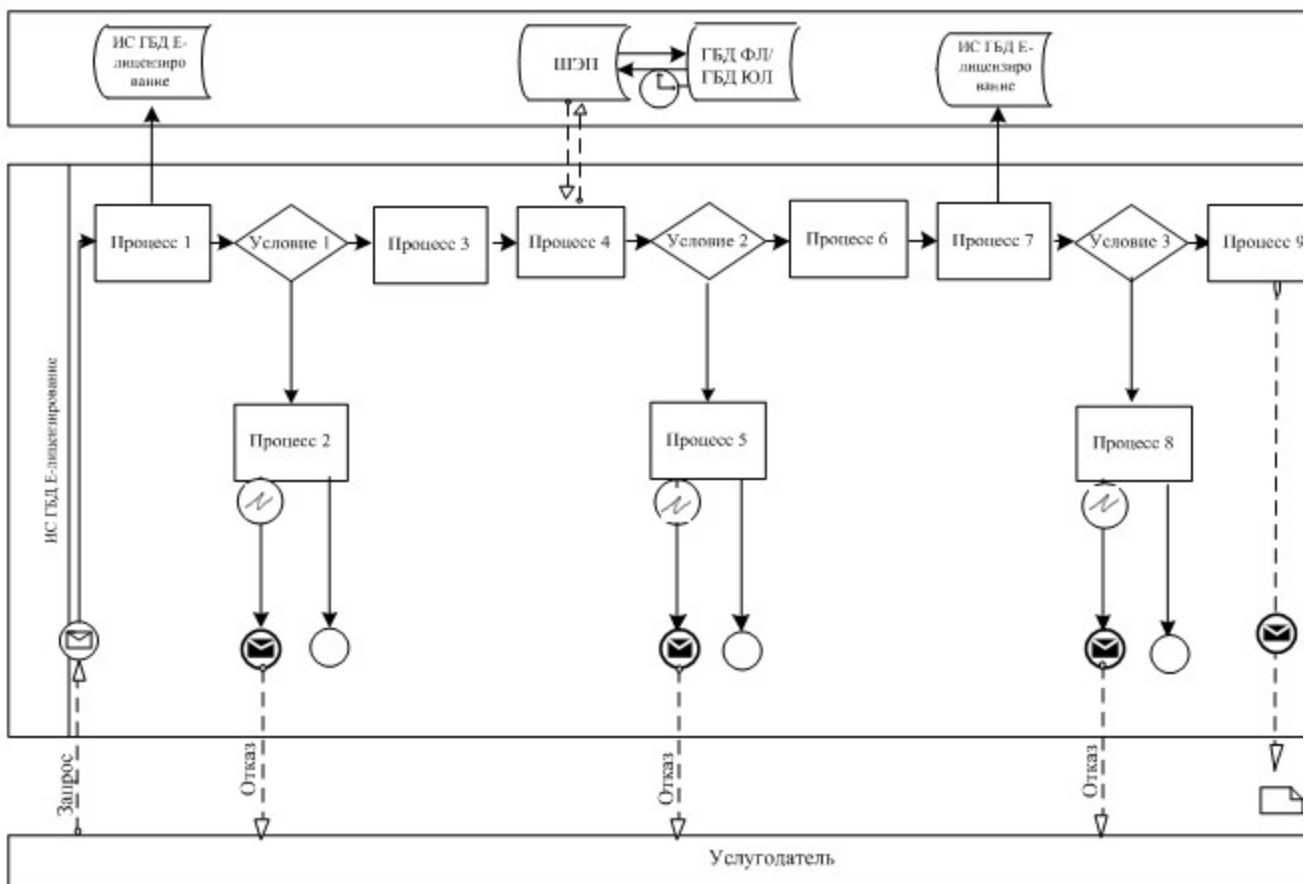 ИС ГБД Е-
лицензиро
вание
ШЭП
ГБД ФЛ/
ГБД ЮЛ
ИС ГБД Е-
лицензиро
вание
Процесс 1
Условие 1
Процесс 3
Процесс 4
Условие 2
Процесс 6
Процесс 7
Условие 3
Процесс 9
ИС ГБД Е-лицензирование
Процесс 2
Процесс 5
Процесс 8
Запрос
Отказ
Отказ
Отказ
Услугодатель